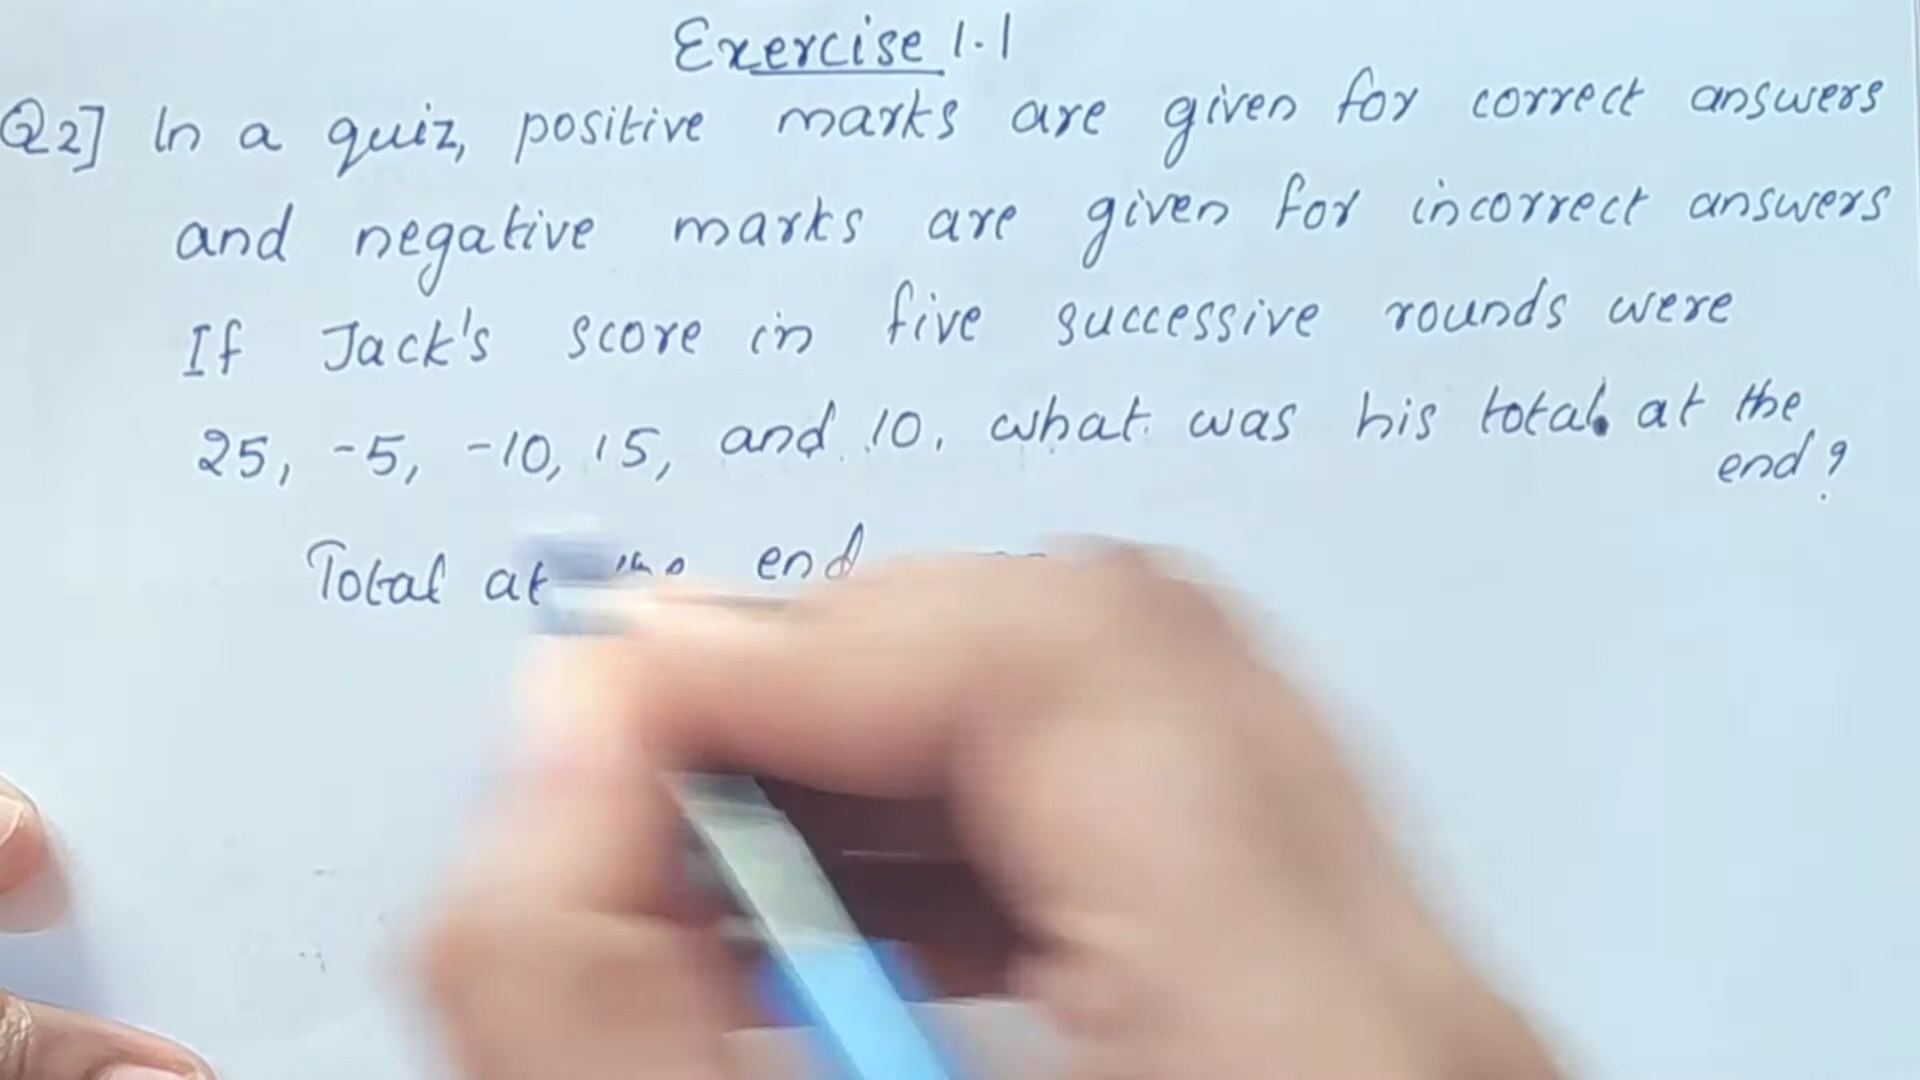 Exercise 1.1
Q2] In a quiz, positive marks are given for correct answers
and negative marks are given for incorrect answers
If Jack's score in five successive rounds were
25, -5, -10, 15, and 10, what was his total at the
end?
Total at the end